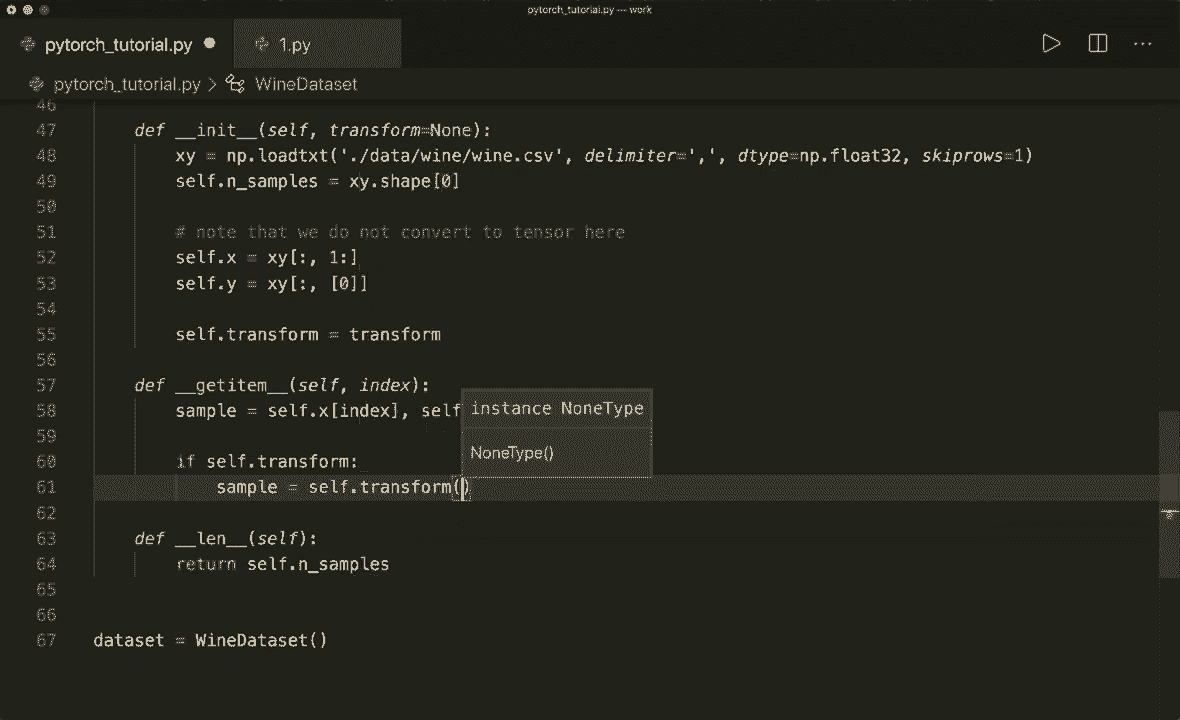 pytorch_tutorial.py — work
pytorch_tutorial.py 1.py
pytorch_tutorial.py > WineDataset
46
47 def __init__(self, transform=None):
48 xy = np.loadtxt('./data/wine/wine.csv', delimiter=',', dtype=np.float32, skiprows=1)
49 self.n_samples = xy.shape[0]
50
51 # note that we do not convert to tensor here
52 self.x = xy[:, 1:]
53 self.y = xy[:, [0]]
54
55 self.transform = transform
56
57 def __getitem__(self, index):
58 sample = self.x[index], self
instance NoneType
59
NoneType()
60 if self.transform:
61 sample = self.transform()
62
63 def __len__(self):
64 return self.n_samples
65
66
67 dataset = WineDataset()